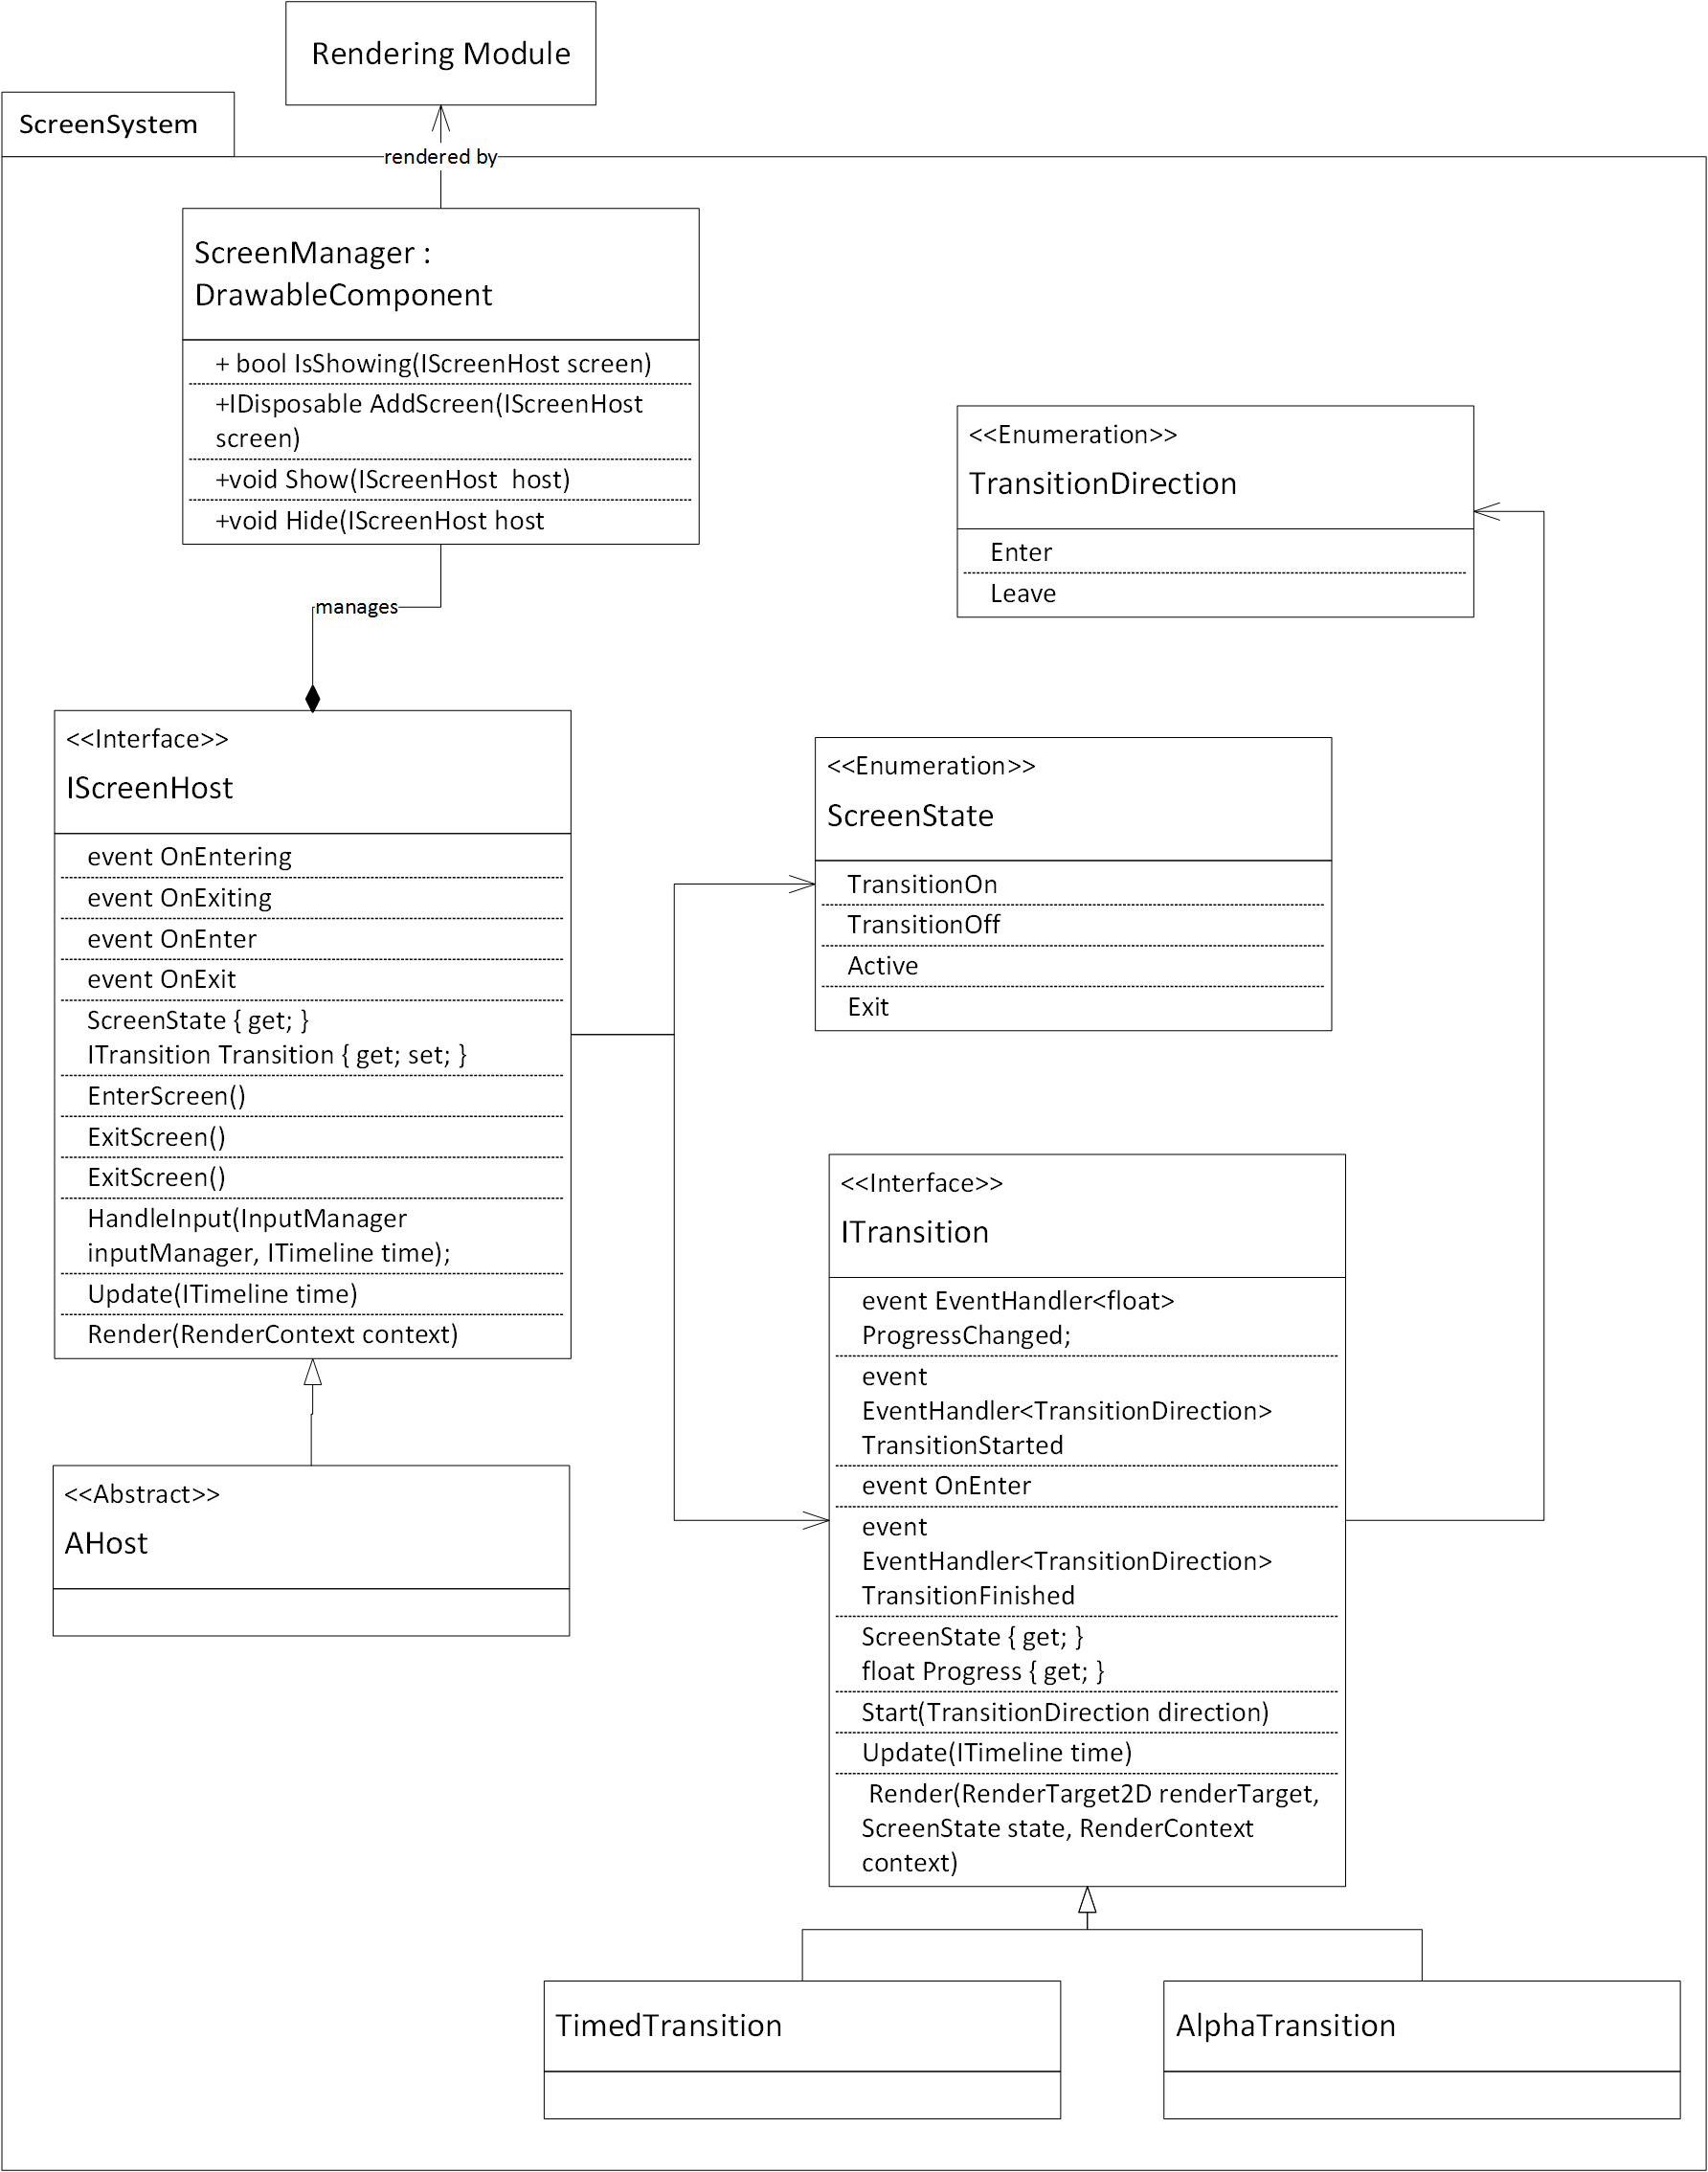 Rendering Module
ScreenSystem
rendered by
ScreenManager :
DrawableComponent
+ bool IsShowing(IScreenHost screen)
+IDisposable AddScreen(IScreenHost
screen)
+void Show(IScreenHost  host)
+void Hide(IScreenHost host
manages
<<Enumeration>>
TransitionDirection
Enter
Leave
<<Interface>>
IScreenHost
event OnEntering
event OnExiting
event OnEnter
event OnExit
ScreenState { get; }
ITransition Transition { get; set; }
EnterScreen()
ExitScreen()
ExitScreen()
HandleInput(InputManager
inputManager, ITimeline time);
Update(ITimeline time)
Render(RenderContext context)
<<Enumeration>>
ScreenState
TransitionOn
TransitionOff
Active
Exit
<<Abstract>>
AHost
<<Interface>>
ITransition
event EventHandler<float>
ProgressChanged;
event
EventHandler<TransitionDirection>
TransitionStarted
event OnEnter
event
EventHandler<TransitionDirection>
TransitionFinished
ScreenState { get; }
float Progress { get; }
Start(TransitionDirection direction)
Update(ITimeline time)
Render(RenderTarget2D renderTarget,
ScreenState state, RenderContext
context)
TimedTransition
AlphaTransition